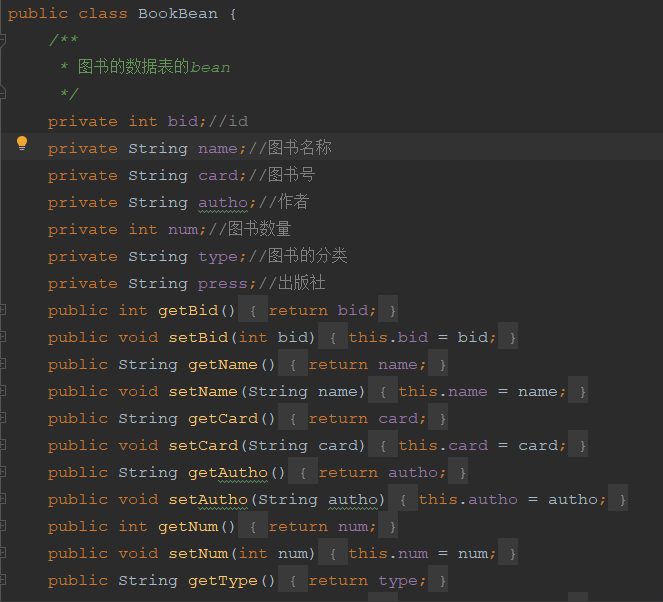 public class BookBean {
/**
* 图书的数据表的bean
*/
private int bid;//id
private String name;//图书名称
private String card;//图书号
private String autho;//作者
private int num;//图书数量
private String type;//图书的分类
private String press;//出版社
public int getBid() { return bid; }
public void setBid(int bid) { this.bid = bid; }
public String getName() { return name; }
public void setName(String name) { this.name = name; }
public String getCard() { return card; }
public void setCard(String card) { this.card = card; }
public String getAutho() { return autho; }
public void setAutho(String autho) { this.autho = autho; }
public int getNum() { return num; }
public void setNum(int num) { this.num = num; }
public String getType() { return type; }